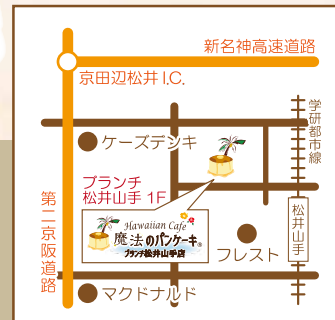 新名神高速道路
京田辺松井 I.C.
学研都市線
ケーズデンキ
ブランチ
松井山手 1F
第二京阪道路
Hawaiian Cafe
魔法のパンケーキ®
ブランチ松井山手店
松井山手
フレスト
マクドナルド